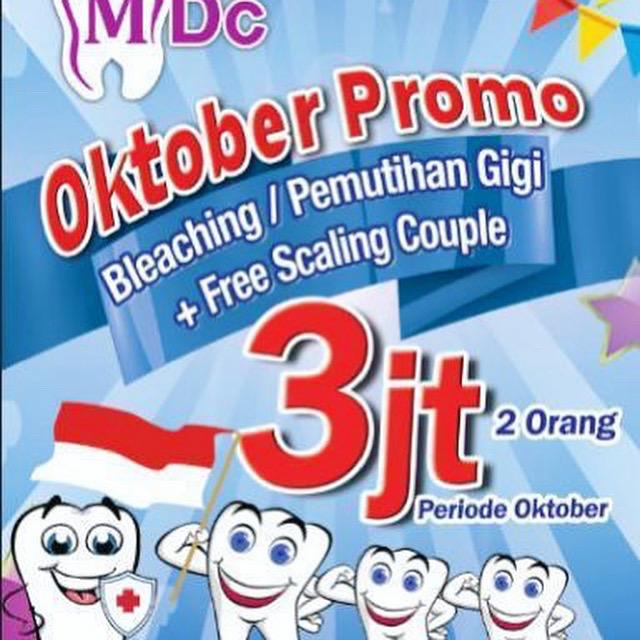 MDc
Oktober Promo
Bleaching / Pemutihan Gigi
+ Free Scaling Couple
3jt
2 Orang
Periode Oktober